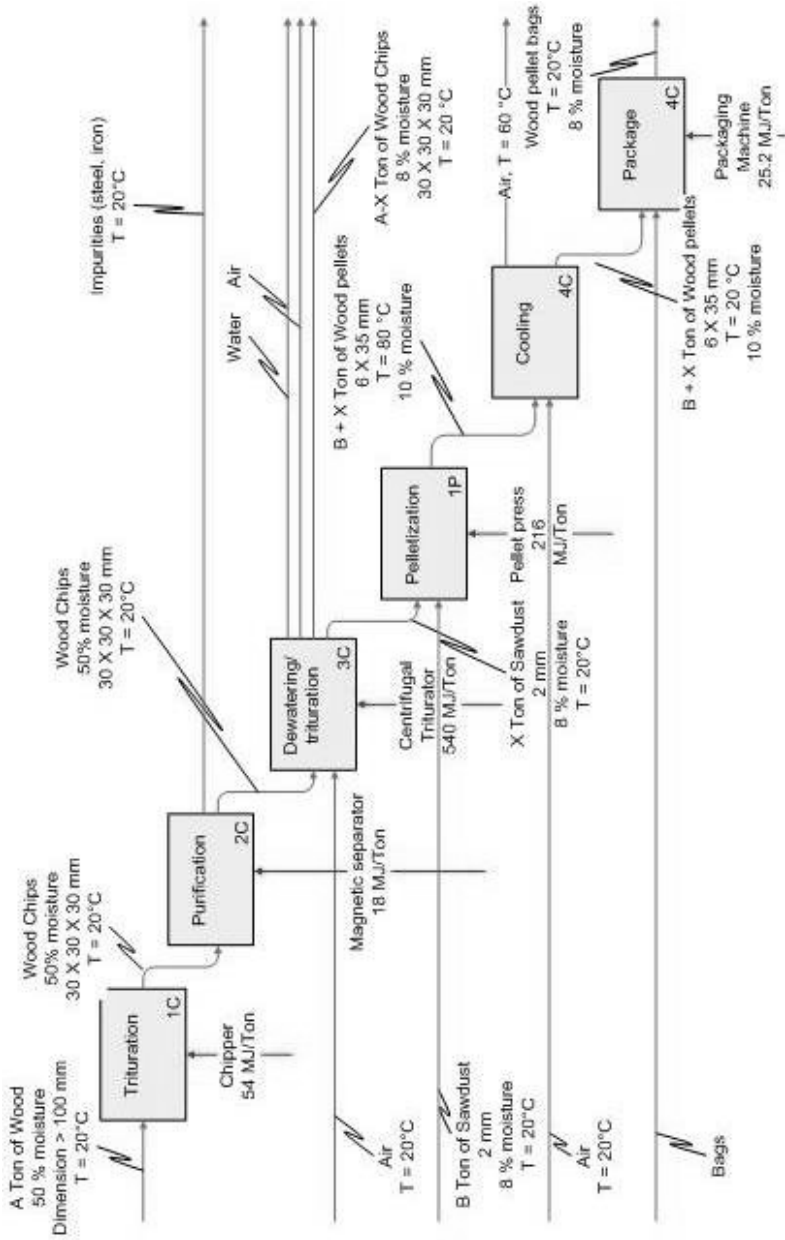 A Ton of Wood
50 % moisture
Dimension > 100 mm
T = 20°C
Trituration
1C
Chipper
54 MJ/Ton
Wood Chips
50% moisture
30 X 30 X 30 mm
T = 20°C
Purification
2C
Magnetic separator
18 MJ/Ton
Wood Chips
50% moisture
30 X 30 X 30 mm
T = 20°C
Impurities (steel, iron)
T = 20°C
Air
T = 20°C
Dewatering/
trituration
3C
Centrifugal
Triturator
540 MJ/Ton
Water
Air
A-X Ton of Wood Chips
8 % moisture
30 X 30 X 30 mm
T = 20 °C
B Ton of Sawdust
2 mm
8 % moisture
T = 20°C
X Ton of Sawdust
2 mm
8 % moisture
T = 20°C
Pelletization
1P
Pellet press
216
MJ/Ton
B + X Ton of Wood pellets
6 X 35 mm
T = 80 °C
10 % moisture
Air
T = 20°C
Cooling
4C
Air, T = 60 °C
B + X Ton of Wood pellets
6 X 35 mm
T = 20 °C
10 % moisture
Bags
Package
4C
Packaging
Machine
25.2 MJ/Ton
Wood pellet bags
T = 20°C
8 % moisture